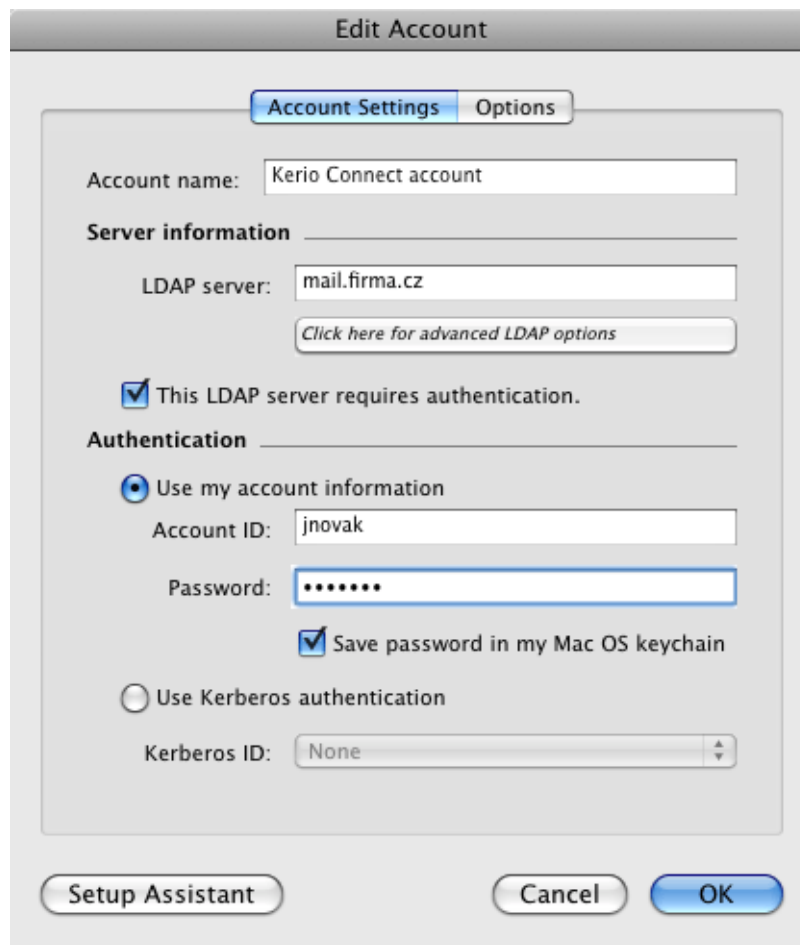 Edit Account
Account Settings Options
Account name: Kerio Connect account
Server information
LDAP server: mail.firma.cz
Click here for advanced LDAP options
This LDAP server requires authentication.
Authentication
Use my account information
Account ID: jnovak
Password: •••••••
Save password in my Mac OS keychain
Use Kerberos authentication
Kerberos ID: None
Setup Assistant Cancel OK